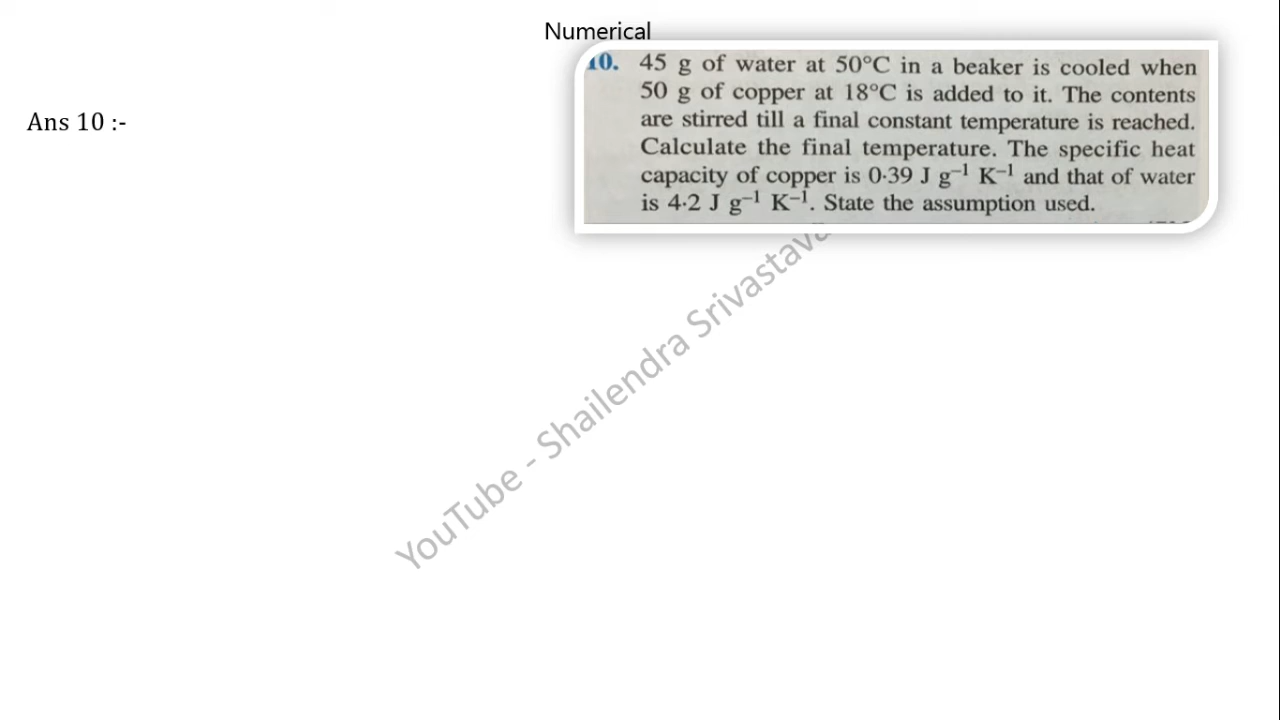 Numerical
10. 45 g of water at 50°C in a beaker is cooled when
50 g of copper at 18°C is added to it. The contents
are stirred till a final constant temperature is reached.
Calculate the final temperature. The specific heat
capacity of copper is 0·39 J g⁻¹ K⁻¹ and that of water
is 4·2 J g⁻¹ K⁻¹. State the assumption used.
Ans 10 :-
YouTube - Shailendra Srivastava